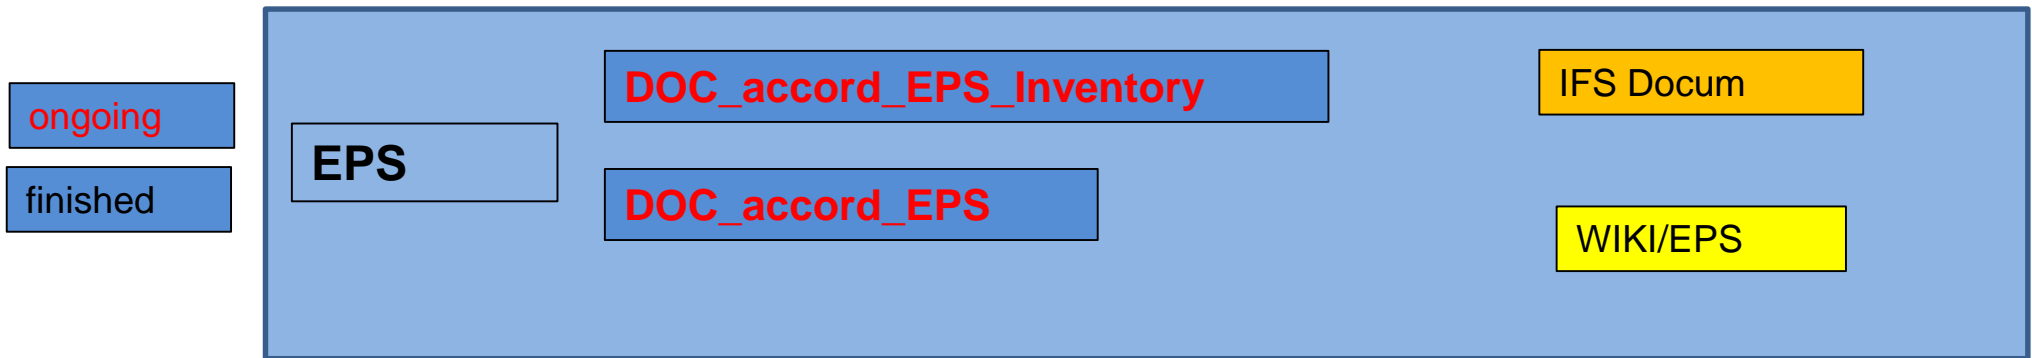 ongoing
finished
EPS
DOC_accord_EPS_Inventory
DOC_accord_EPS
IFS Docum
WIKI/EPS